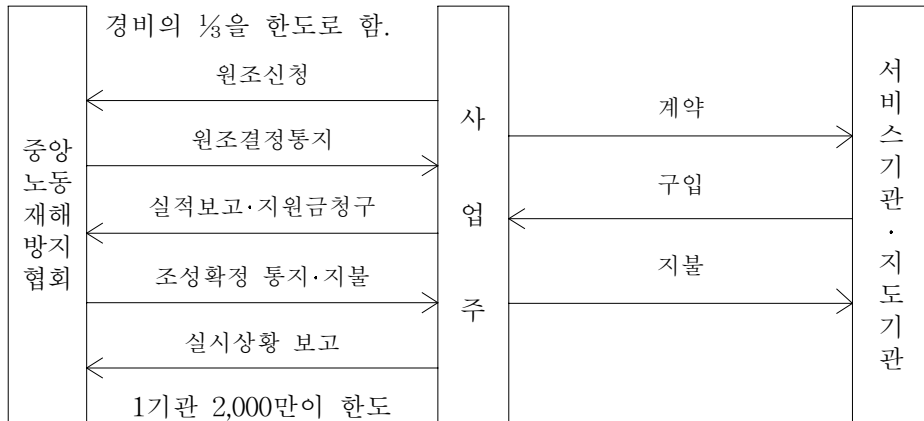 경비의 ⅓을 한도로 함.
원조신청
원조결정통지
실적보고·지원금청구
조성확정 통지·지불
실시상황 보고
1기관 2,000만이 한도
중앙
노동
재해
방지
협회
사업주
계약
구입
지불
서비스기관·지도기관